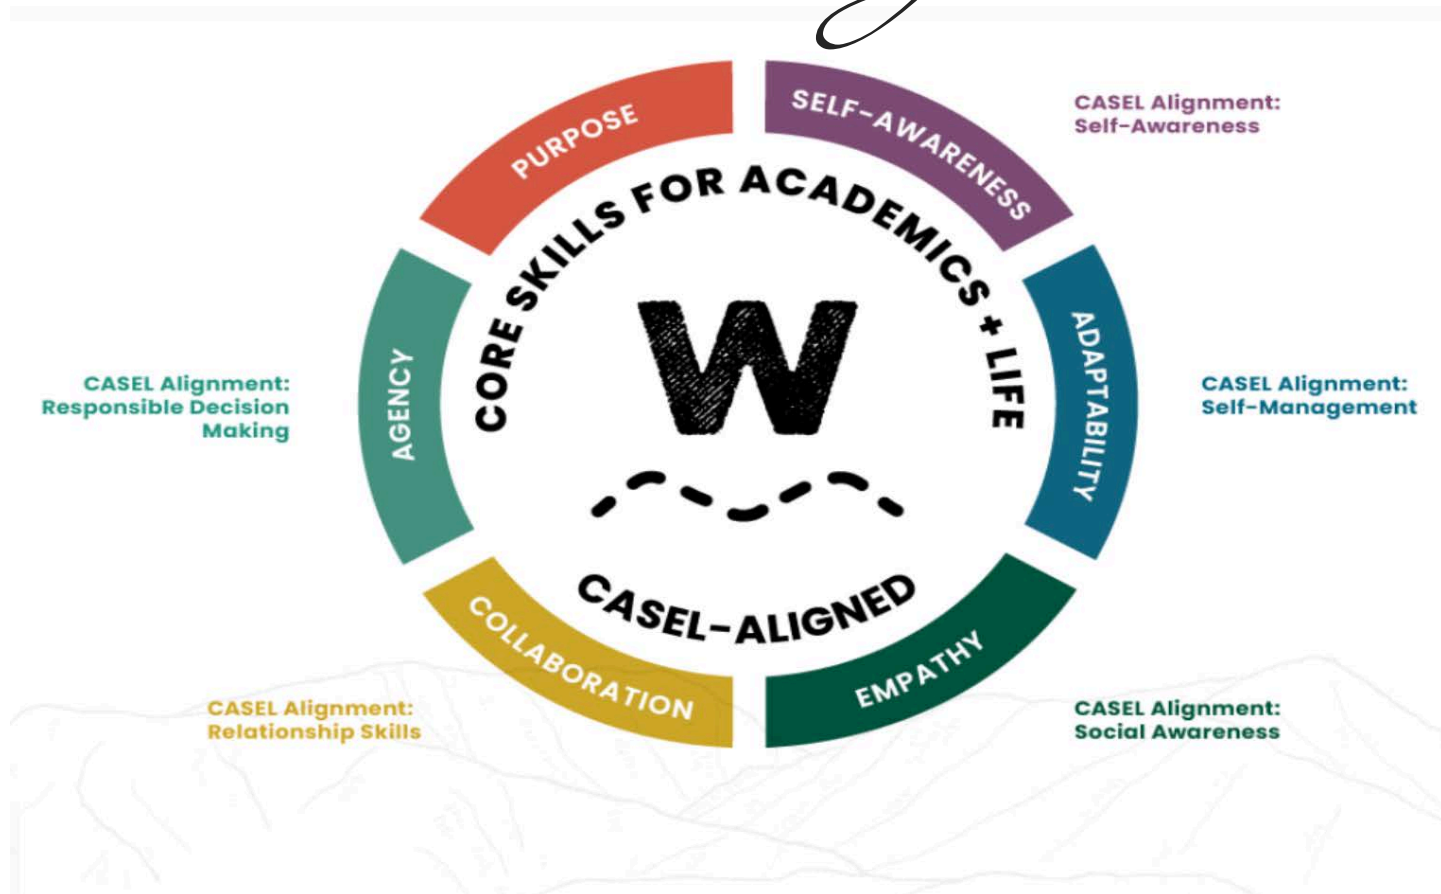 PURPOSE
SELF-AWARENESS
CASEL Alignment:
Self-Awareness
CORE SKILLS FOR ACADEMICS + LIFE
W
AGENCY
ADAPTABILITY
CASEL Alignment:
Responsible Decision
Making
CASEL Alignment:
Self-Management
CASEL-ALIGNED
COLLABORATION
EMPATHY
CASEL Alignment:
Relationship Skills
CASEL Alignment:
Social Awareness